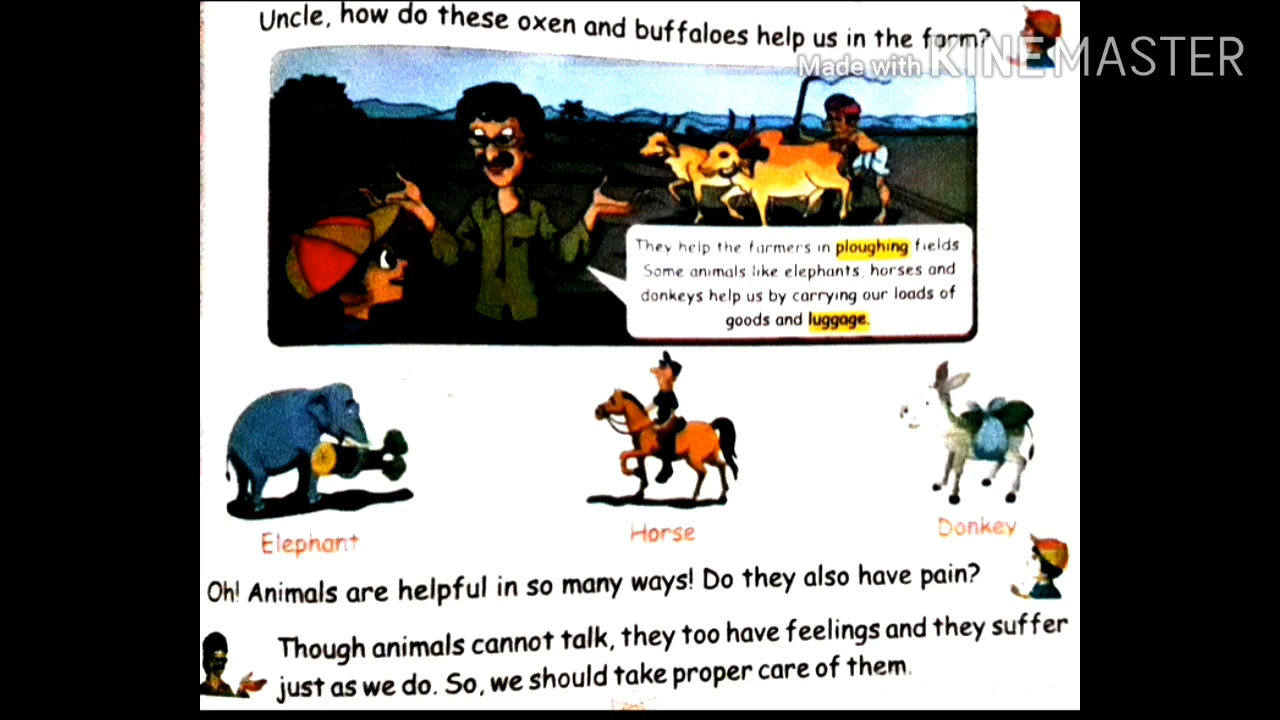 Uncle, how do these oxen and buffaloes help us in the farm?
Made with KINEMASTER
They help the farmers in ploughing fields
Some animals like elephants, horses and
donkeys help us by carrying our loads of
goods and luggage.
Elephant
Horse
Donkey
Oh! Animals are helpful in so many ways! Do they also have pain?
Though animals cannot talk, they too have feelings and they suffer
just as we do. So, we should take proper care of them.